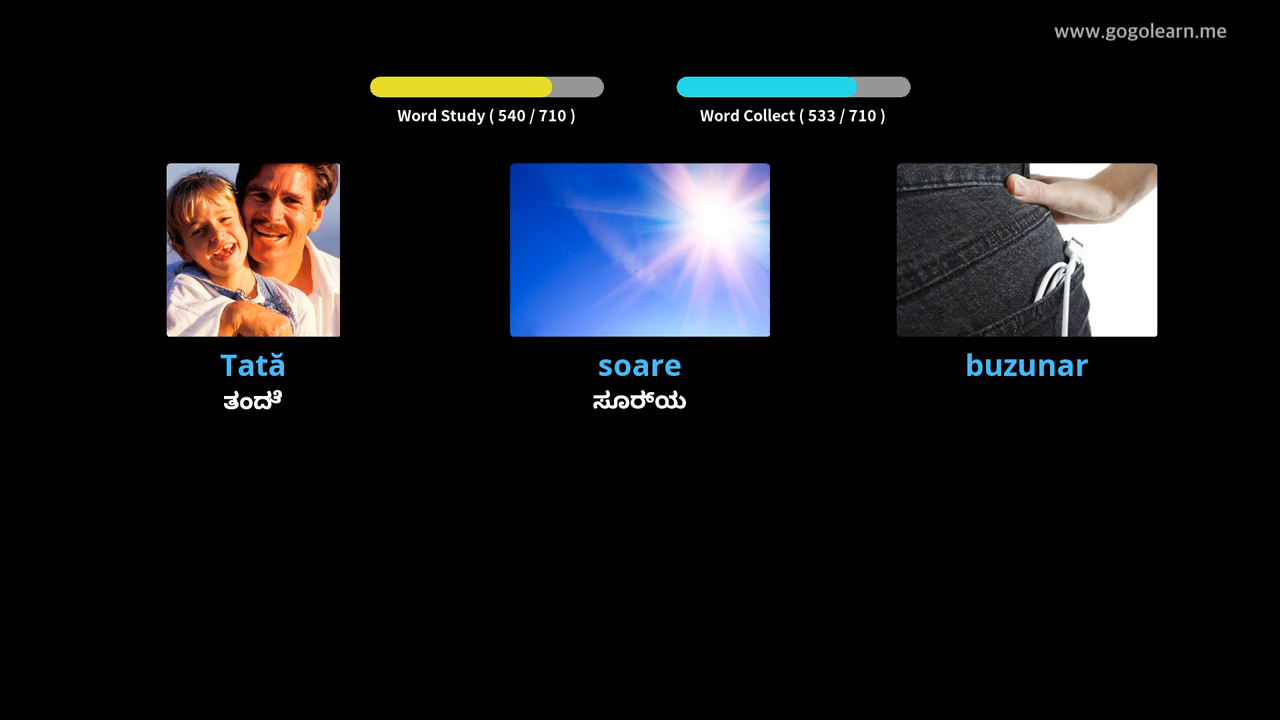 www.gogolearn.me
Word Study ( 540 / 710 )
Word Collect ( 533 / 710 )
Tată
soare
buzunar
ತಂದೆ
ಸೂರ್ಯ